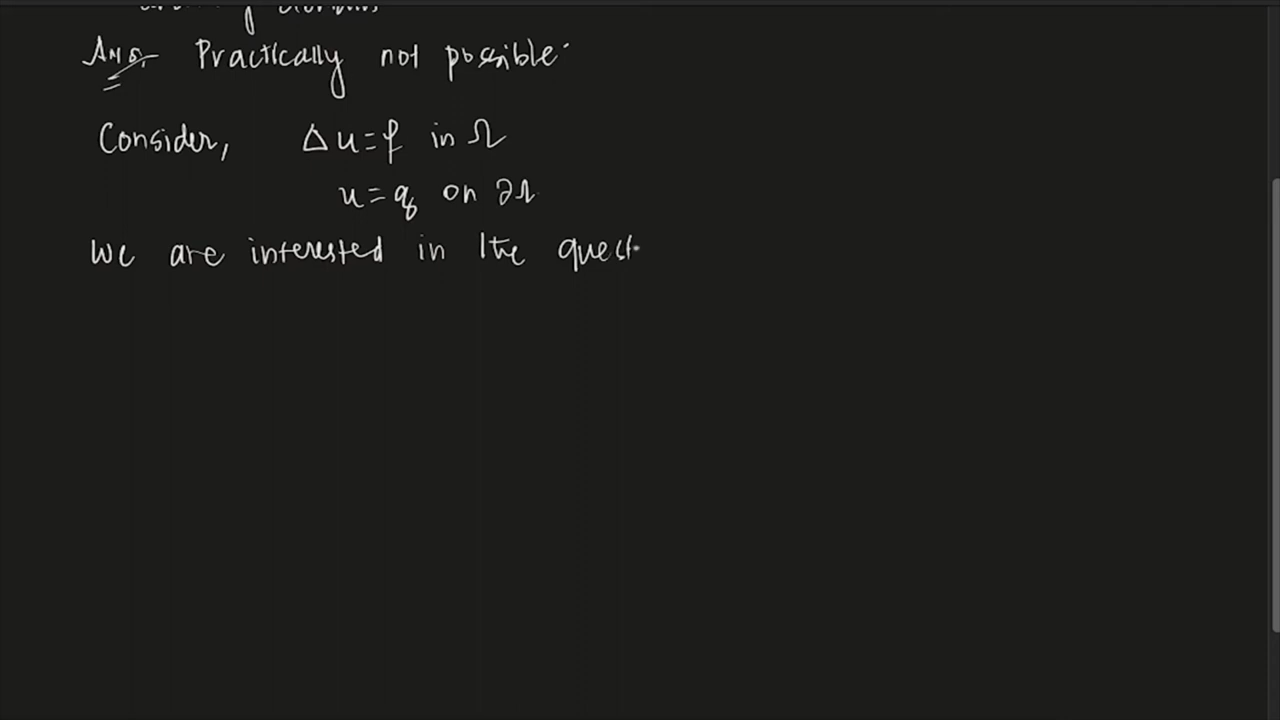 Ans. Practically not possible.
Consider, Δu=f in Ω
u=g on ∂Ω
We are interested in the quest